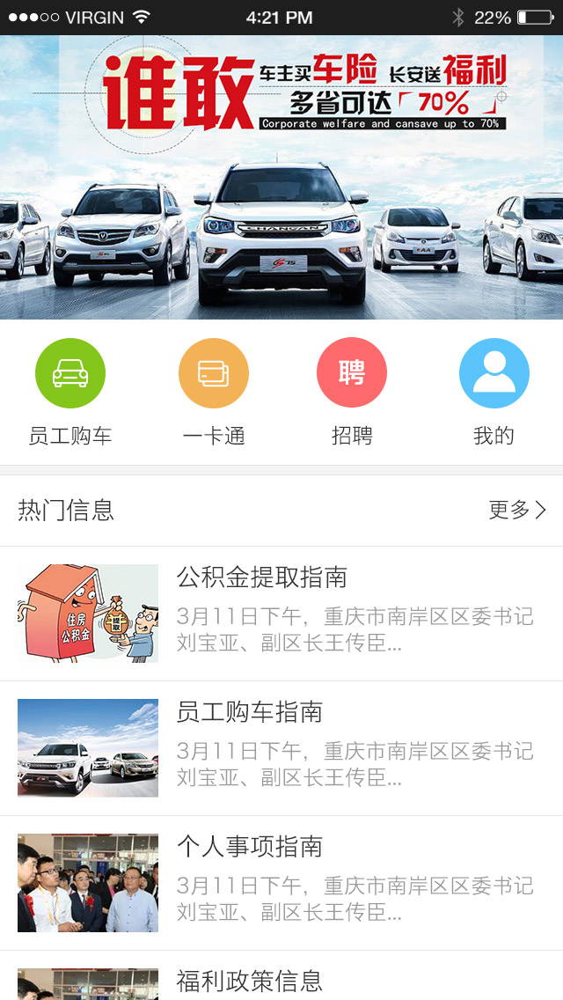 VIRGIN
4:21 PM
22%
谁敢
车主买车险 长安送福利
多省可达「70%」
Corporate welfare and cansave up to 70%
CHANGAN
CS75
员工购车
一卡通
聘
招聘
我的
热门信息
更多
住房
公积金
提取
公积金提取指南
3月11日下午，重庆市南岸区区委书记
刘宝亚、副区长王传臣...
员工购车指南
3月11日下午，重庆市南岸区区委书记
刘宝亚、副区长王传臣...
个人事项指南
3月11日下午，重庆市南岸区区委书记
刘宝亚、副区长王传臣...
福利政策信息